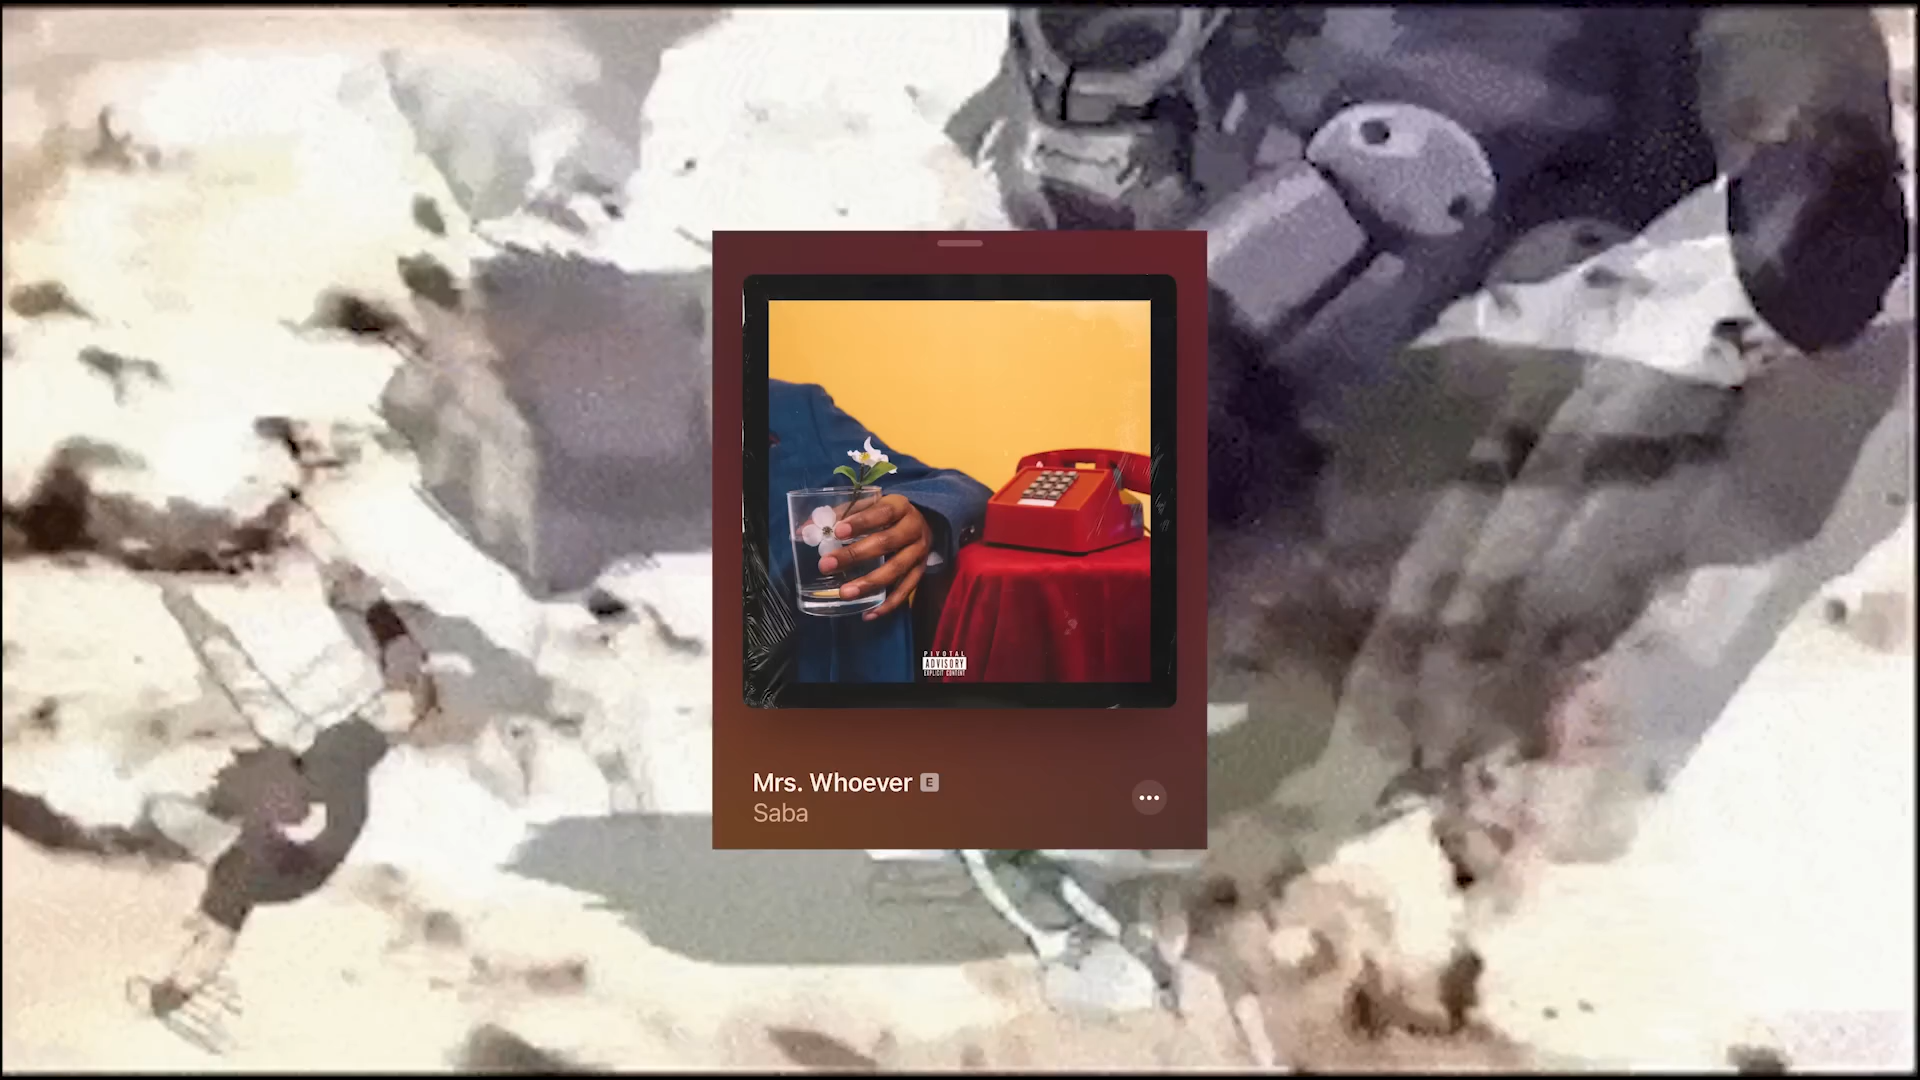 PIVOTAL
ADVISORY
EXPLICIT CONTENT
Mrs. Whoever E
Saba